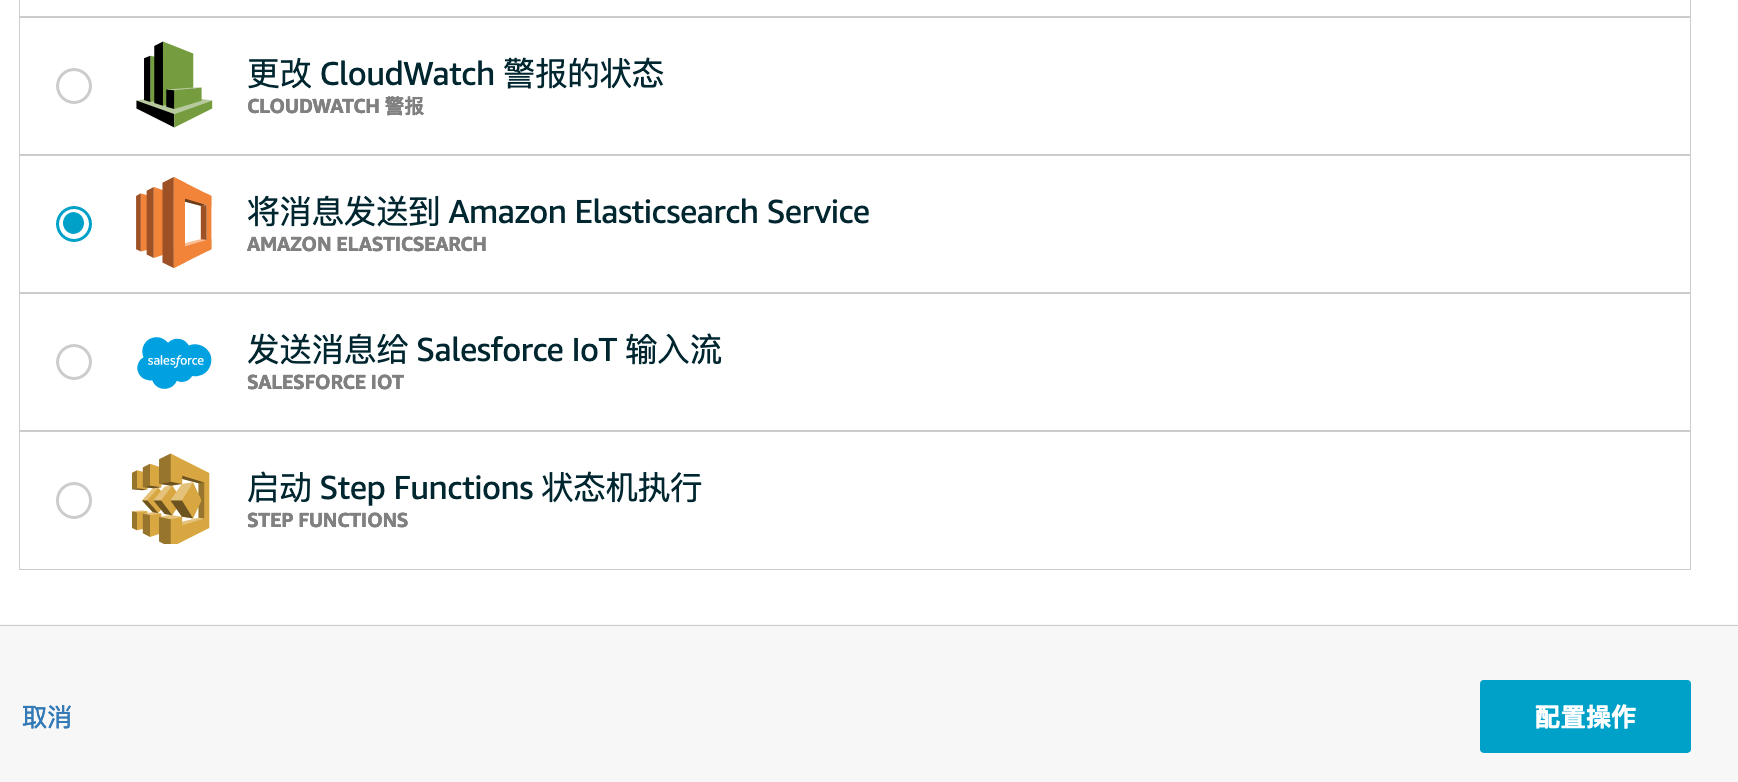 更改 CloudWatch 警报的状态
CLOUDWATCH 警报
将消息发送到 Amazon Elasticsearch Service
AMAZON ELASTICSEARCH
salesforce
发送消息给 Salesforce IoT 输入流
SALESFORCE IOT
启动 Step Functions 状态机执行
STEP FUNCTIONS
取消
配置操作